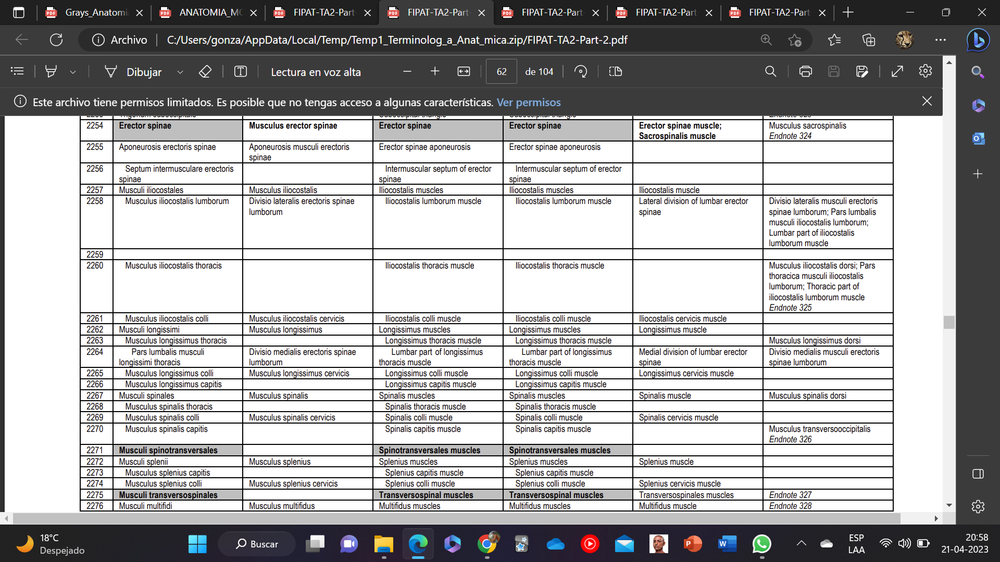 Grays_Anatomi
ANATOMIA_MC
FIPAT-TA2-Part-
FIPAT-TA2-Part-
FIPAT-TA2-Part-
FIPAT-TA2-Part
FIPAT-TA2-Part-
Archivo
C:/Users/gonza/AppData/Local/Temp/Temp1_Terminolog_a_Anat_mica.zip/FIPAT-TA2-Part-2.pdf
Dibujar
Lectura en voz alta
62
de 104
Este archivo tiene permisos limitados. Es posible que no tengas acceso a algunas características. Ver permisos
2254 Erector spinae Musculus erector spinae Erector spinae Erector spinae Erector spinae muscle; Musculus sacrospinalis
Sacrospinalis muscle Endnote 324
2255 Aponeurosis erectoris spinae Aponeurosis musculi erectoris Erector spinae aponeurosis Erector spinae aponeurosis
spinae
2256 Septum intermusculare erectoris Intermuscular septum of erector Intermuscular septum of erector
spinae spinae spinae
2257 Musculi iliocostales Musculus iliocostalis Iliocostalis muscles Iliocostalis muscles Iliocostalis muscle
2258 Musculus iliocostalis lumborum Divisio lateralis erectoris spinae Iliocostalis lumborum muscle Iliocostalis lumborum muscle Lateral division of lumbar erector Divisio lateralis musculi erectoris
lumborum spinae spinae lumborum; Pars lumbalis
musculi iliocostalis lumborum;
Lumbar part of iliocostalis
lumborum muscle
2259
2260 Musculus iliocostalis thoracis Iliocostalis thoracis muscle Iliocostalis thoracis muscle Musculus iliocostalis dorsi; Pars
thoracica musculi iliocostalis
lumborum; Thoracic part of
iliocostalis lumborum muscle
Endnote 325
2261 Musculus iliocostalis colli Musculus iliocostalis cervicis Iliocostalis colli muscle Iliocostalis colli muscle Iliocostalis cervicis muscle
2262 Musculi longissimi Musculus longissimus Longissimus muscles Longissimus muscles Longissimus muscle
2263 Musculus longissimus thoracis Longissimus thoracis muscle Longissimus thoracis muscle Musculus longissimus dorsi
2264 Pars lumbalis musculi Divisio medialis erectoris spinae Lumbar part of longissimus Lumbar part of longissimus Medial division of lumbar erector Divisio medialis musculi erectoris
longissimi thoracis lumborum thoracis muscle thoracis muscle spinae spinae lumborum
2265 Musculus longissimus colli Musculus longissimus cervicis Longissimus colli muscle Longissimus colli muscle Longissimus cervicis muscle
2266 Musculus longissimus capitis Longissimus capitis muscle Longissimus capitis muscle
2267 Musculi spinales Musculus spinalis Spinalis muscles Spinalis muscles Spinalis muscle Musculus spinalis dorsi
2268 Musculus spinalis thoracis Spinalis thoracis muscle Spinalis thoracis muscle
2269 Musculus spinalis colli Musculus spinalis cervicis Spinalis colli muscle Spinalis colli muscle Spinalis cervicis muscle
2270 Musculus spinalis capitis Spinalis capitis muscle Spinalis capitis muscle Musculus transversooccipitalis
Endnote 326
2271 Musculi spinotransversales Spinotransversales muscles Spinotransversales muscles
2272 Musculi splenii Musculus splenius Splenius muscles Splenius muscles Splenius muscle
2273 Musculus splenius capitis Splenius capitis muscle Splenius capitis muscle
2274 Musculus splenius colli Musculus splenius cervicis Splenius colli muscle Splenius colli muscle Splenius cervicis muscle
2275 Musculi transversospinales Transversospinal muscles Transversospinal muscles Transversospinales muscles Endnote 327
2276 Musculi multifidi Musculus multifidus Multifidus muscles Multifidus muscles Multifidus muscle Endnote 328
18°C
Despejado
Buscar
ESP
LAA
20:58
21-04-2023